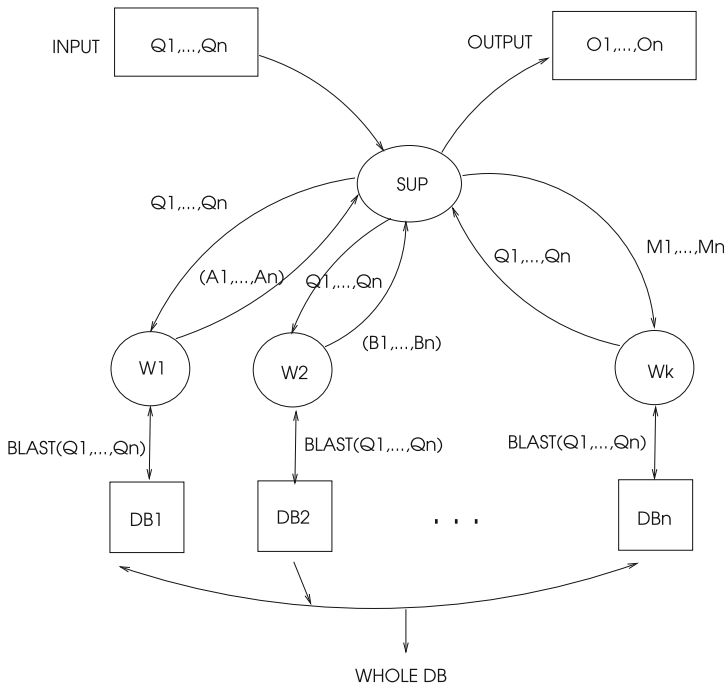 INPUT
Q1,...,Qn
OUTPUT
O1,...,On
SUP
Q1,...,Qn
(A1,...,An)
Q1,...,Qn
(B1,...,Bn)
Q1,...,Qn
M1,...,Mn
W1
W2
Wk
BLAST(Q1,...,Qn)
BLAST(Q1,...,Qn)
BLAST(Q1,...,Qn)
DB1
DB2
. . .
DBn
WHOLE DB